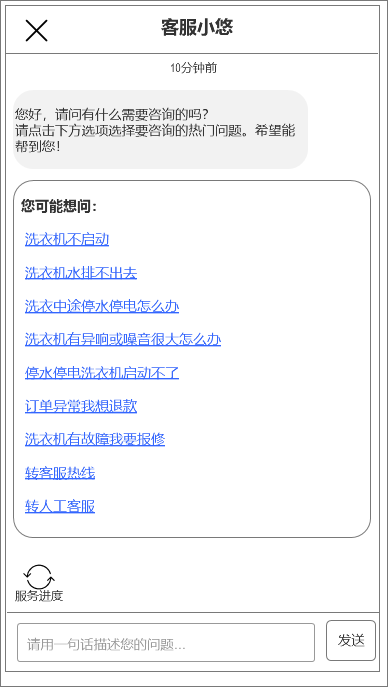 客服小悠
10分钟前
您好，请问有什么需要咨询的吗？
请点击下方选项选择要咨询的热门问题。希望能
帮到您！
您可能想问：
洗衣机不启动
洗衣机水排不出去
洗衣中途停水停电怎么办
洗衣机有异响或噪音很大怎么办
停水停电洗衣机启动不了
订单异常我想退款
洗衣机有故障我要报修
转客服热线
转人工客服
服务进度
请用一句话描述您的问题...
发送